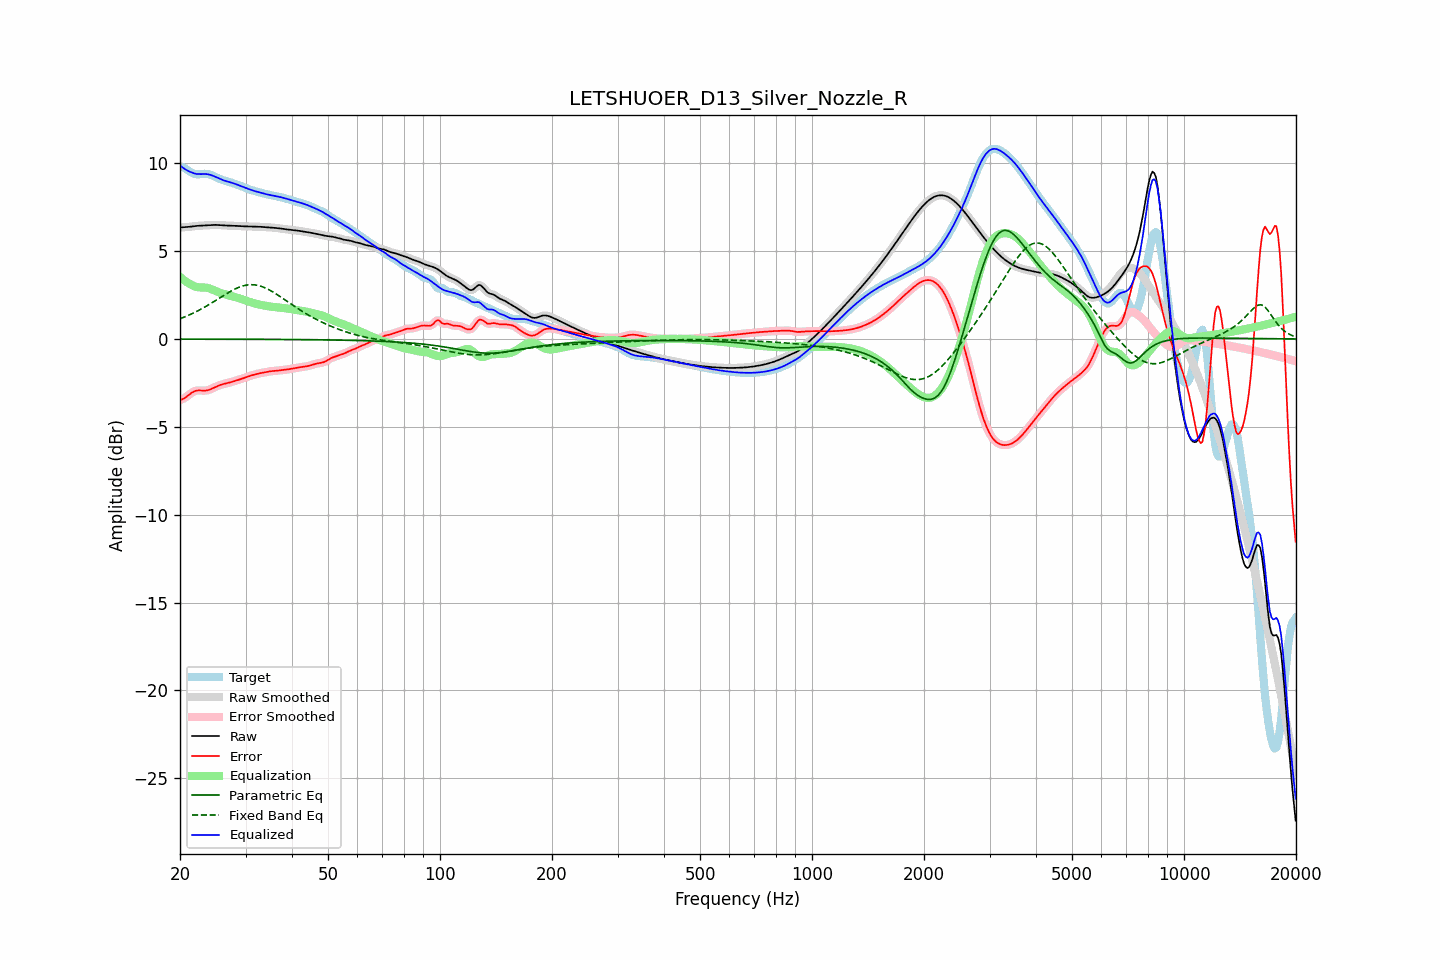 LETSHUOER_D13_Silver_Nozzle_R
10
5
0
−5
−10
−15
−20
−25
Amplitude (dBr)
Target
Raw Smoothed
Error Smoothed
Raw
Error
Equalization
Parametric Eq
Fixed Band Eq
Equalized
20 50 100 200 500 1000 2000 5000 10000 20000
Frequency (Hz)